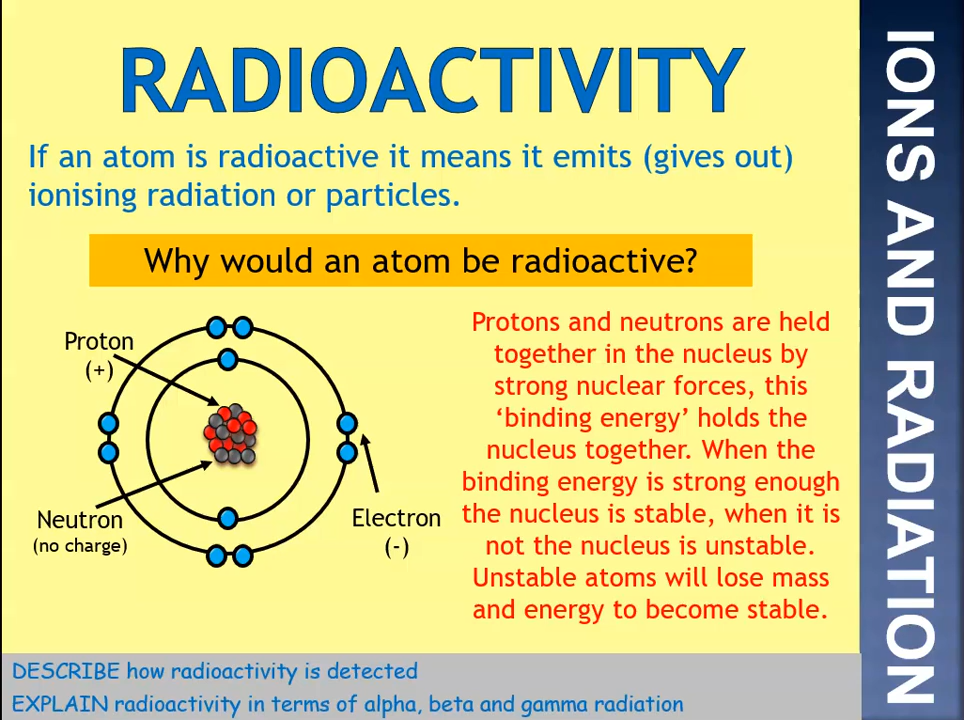 RADIOACTIVITY
If an atom is radioactive it means it emits (gives out)
ionising radiation or particles.
Why would an atom be radioactive?
Proton
(+)
Neutron
(no charge)
Electron
(-)
Protons and neutrons are held
together in the nucleus by
strong nuclear forces, this
‘binding energy’ holds the
nucleus together. When the
binding energy is strong enough
the nucleus is stable, when it is
not the nucleus is unstable.
Unstable atoms will lose mass
and energy to become stable.
DESCRIBE how radioactivity is detected
EXPLAIN radioactivity in terms of alpha, beta and gamma radiation
IONS AND RADIATION